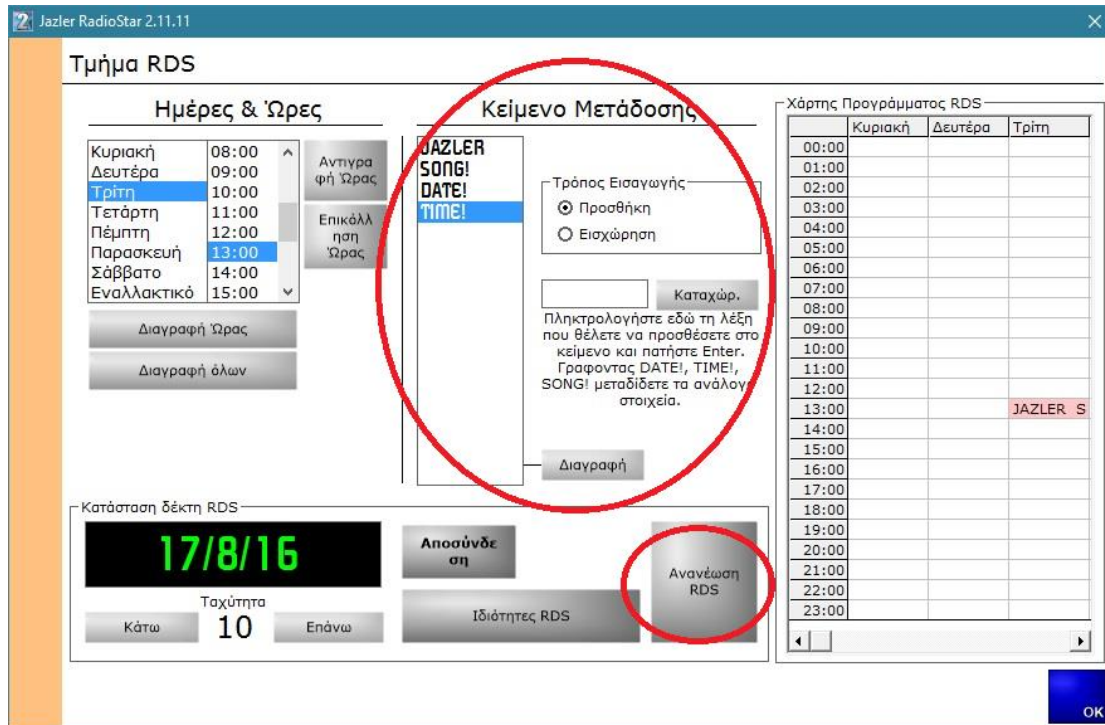 Jazler RadioStar 2.11.11
Τμήμα RDS
Ημέρες & Ώρες
Κυριακή 08:00
Δευτέρα 09:00
Τρίτη 10:00
Τετάρτη 11:00
Πέμπτη 12:00
Παρασκευή 13:00
Σάββατο 14:00
Εναλλακτικό 15:00
Αντιγρα
φή Ώρας
Επικόλλ
ηση
Ώρας
Διαγραφή Ώρας
Διαγραφή όλων
Κείμενο Μετάδοσης
JAZLER
SONG!
DATE!
TIME!
Τρόπος Εισαγωγής
Προσθήκη
Εισχώρηση
Καταχώρ.
Πληκτρολογήστε εδώ τη λέξη
που θέλετε να προσθέσετε στο
κείμενο και πατήστε Enter.
Γραφοντας DATE!, TIME!,
SONG! μεταδίδετε τα ανάλογα
στοιχεία.
Διαγραφή
Χάρτης Προγράμματος RDS
Κυριακή Δευτέρα Τρίτη
00:00
01:00
02:00
03:00
04:00
05:00
06:00
07:00
08:00
09:00
10:00
11:00
12:00
13:00 JAZLER S
14:00
15:00
16:00
17:00
18:00
19:00
20:00
21:00
22:00
23:00
Κατάσταση δέκτη RDS
17/8/16
Ταχύτητα
Κάτω 10 Επάνω
Αποσύνδε
ση
Ιδιότητες RDS
Ανανέωση
RDS
OK